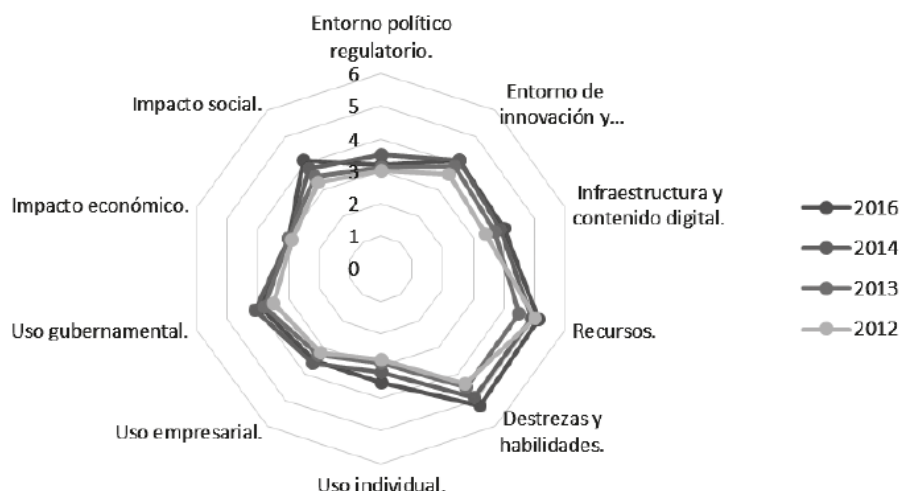 Entorno político
regulatorio.
Entorno de
innovación y...
Infraestructura y
contenido digital.
Recursos.
Destrezas y
habilidades.
Uso individual.
Uso empresarial.
Uso gubernamental.
Impacto económico.
Impacto social.
6
5
4
3
2
1
0
2016
2014
2013
2012